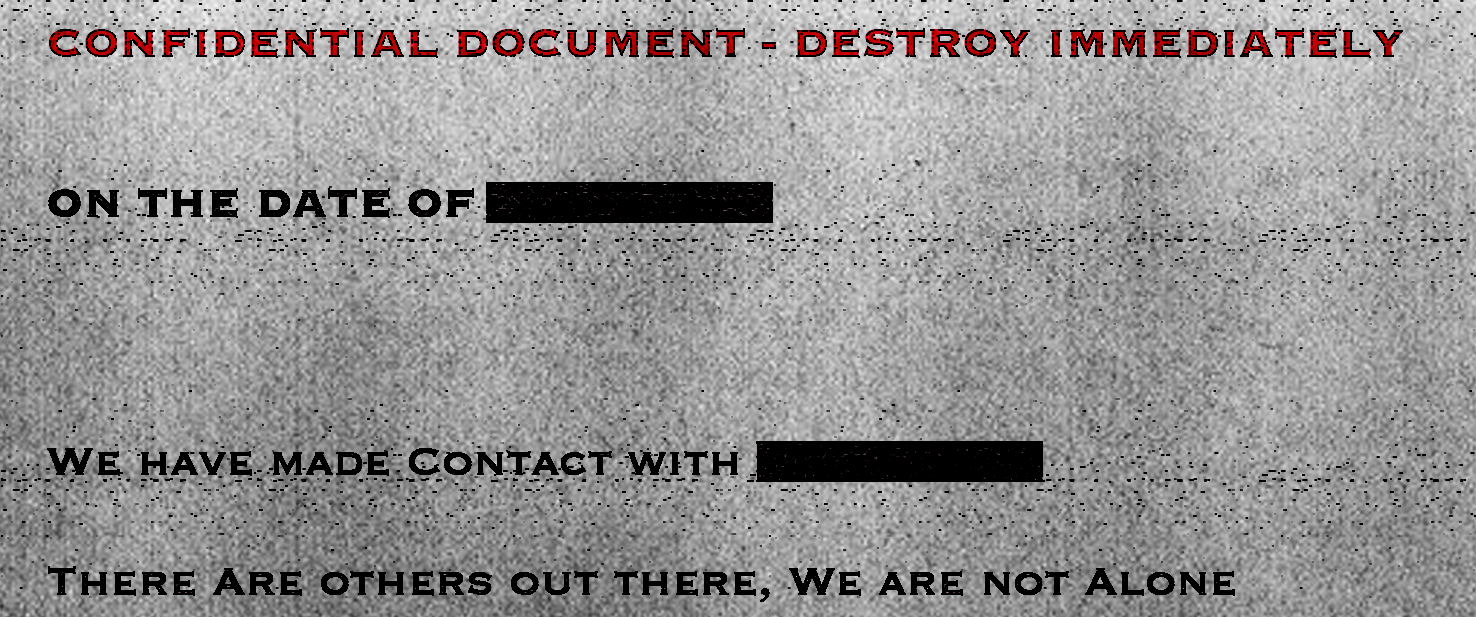 CONFIDENTIAL DOCUMENT - DESTROY IMMEDIATELY
ON THE DATE OF
WE HAVE MADE CONTACT WITH
THERE ARE OTHERS OUT THERE, WE ARE NOT ALONE